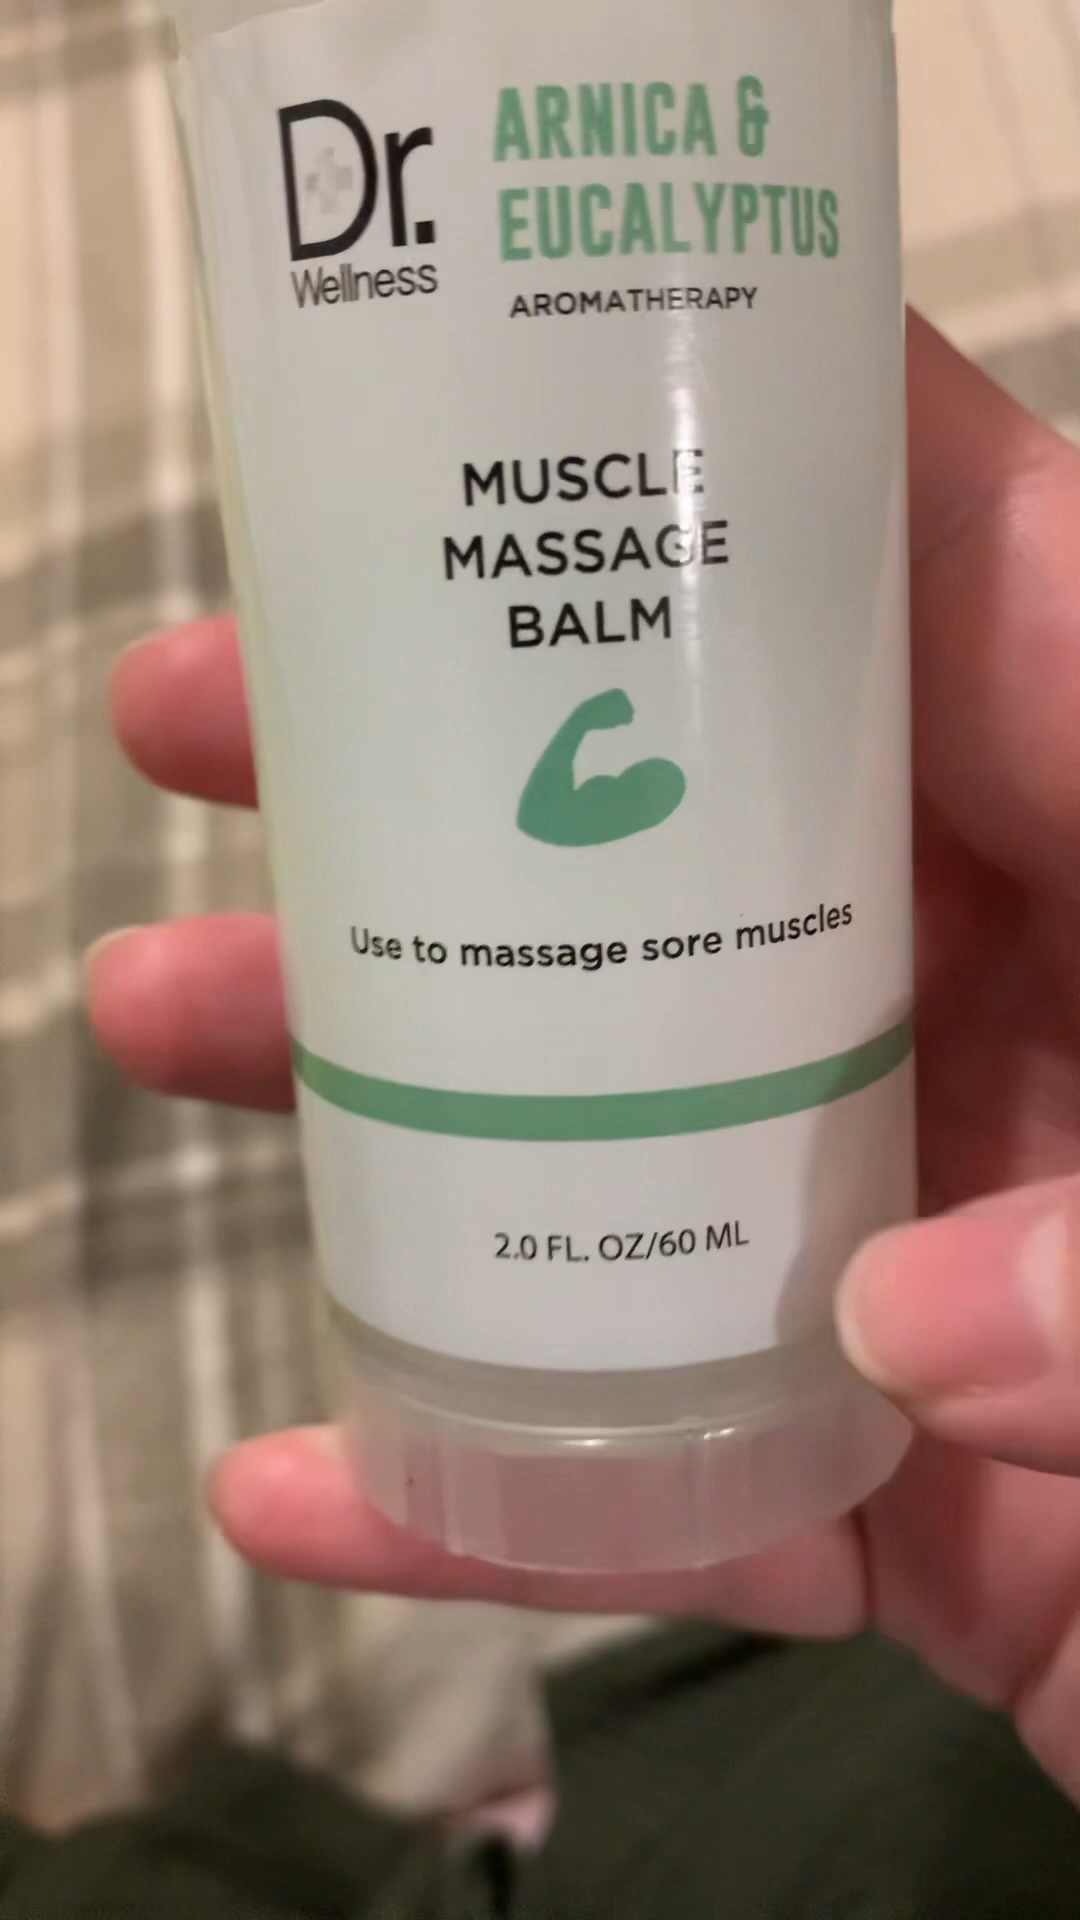 Dr.
Wellness
ARNICA &
EUCALYPTUS
AROMATHERAPY
MUSCLE
MASSAGE
BALM
Use to massage sore muscles
2.0 FL. OZ/60 ML